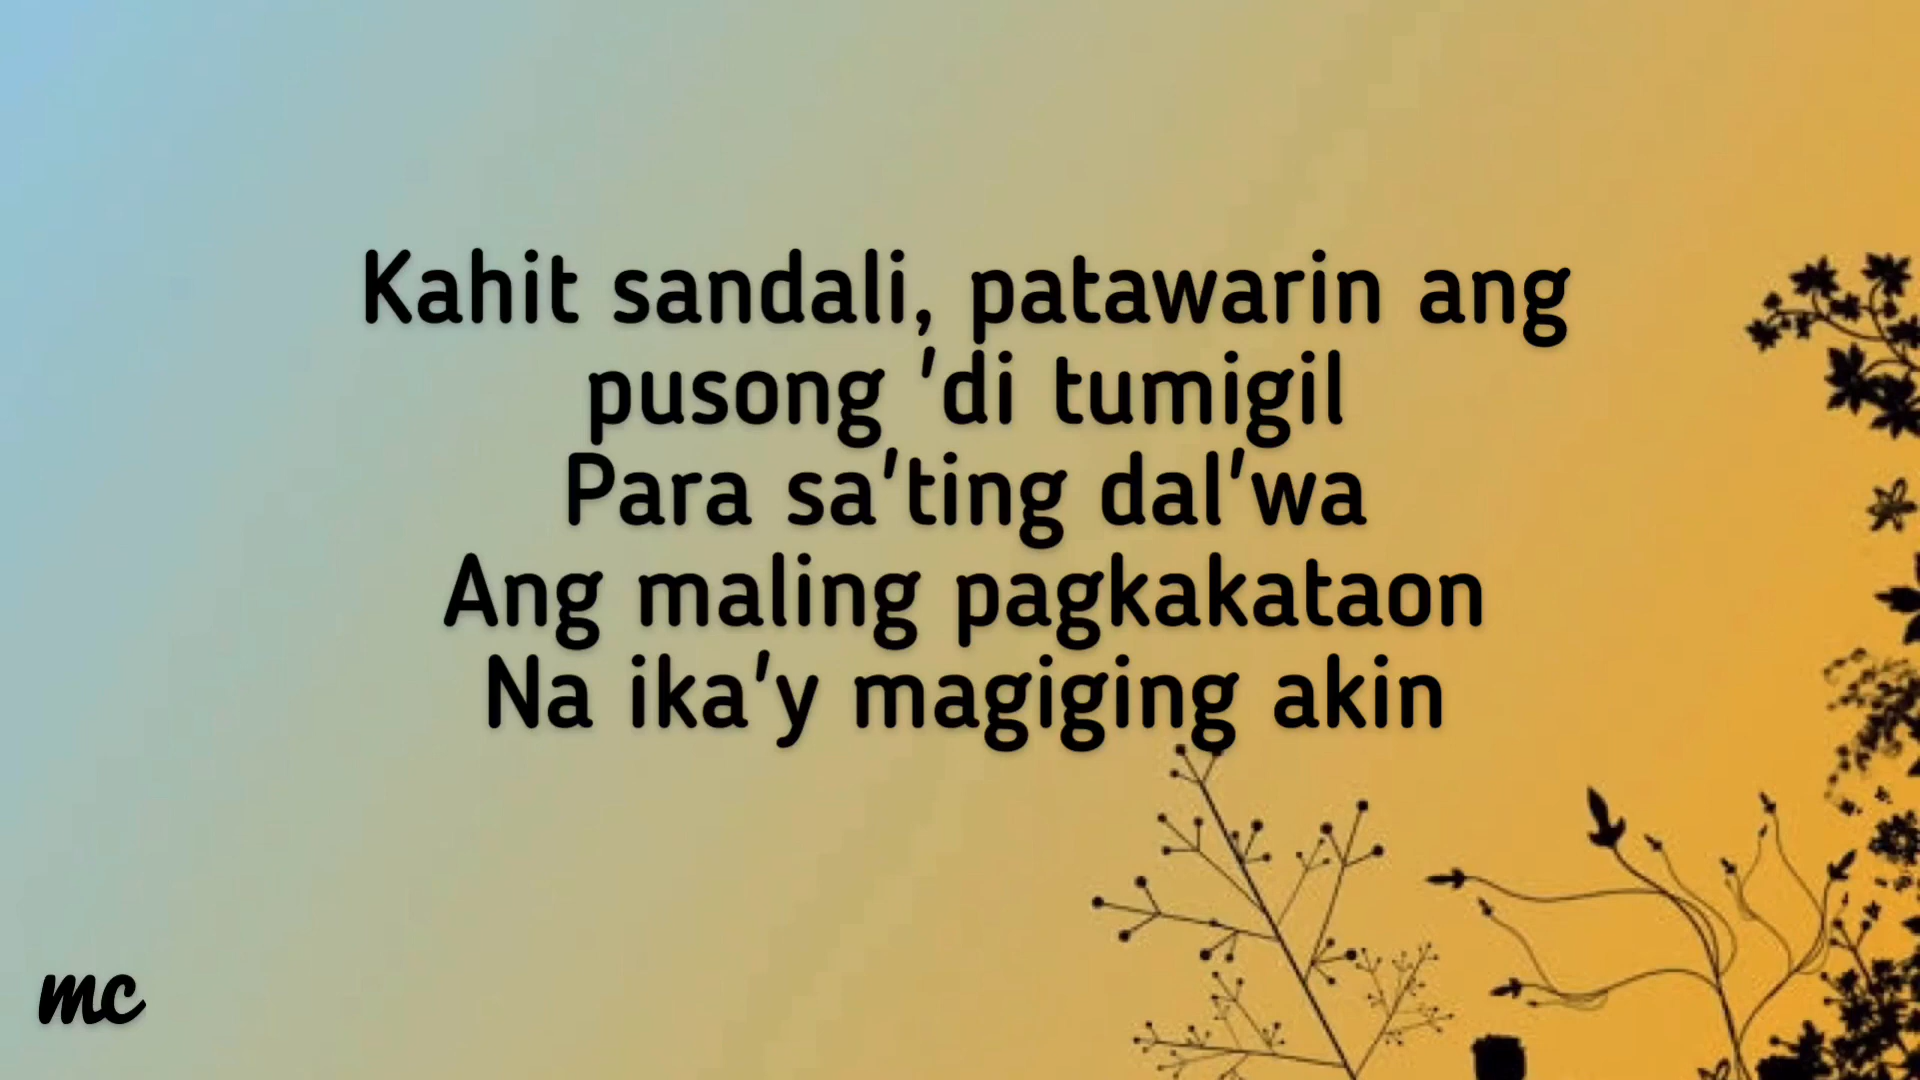 Kahit sandali, patawarin ang
pusong 'di tumigil
Para sa'ting dal'wa
Ang maling pagkakataon
Na ika'y magiging akin
mc